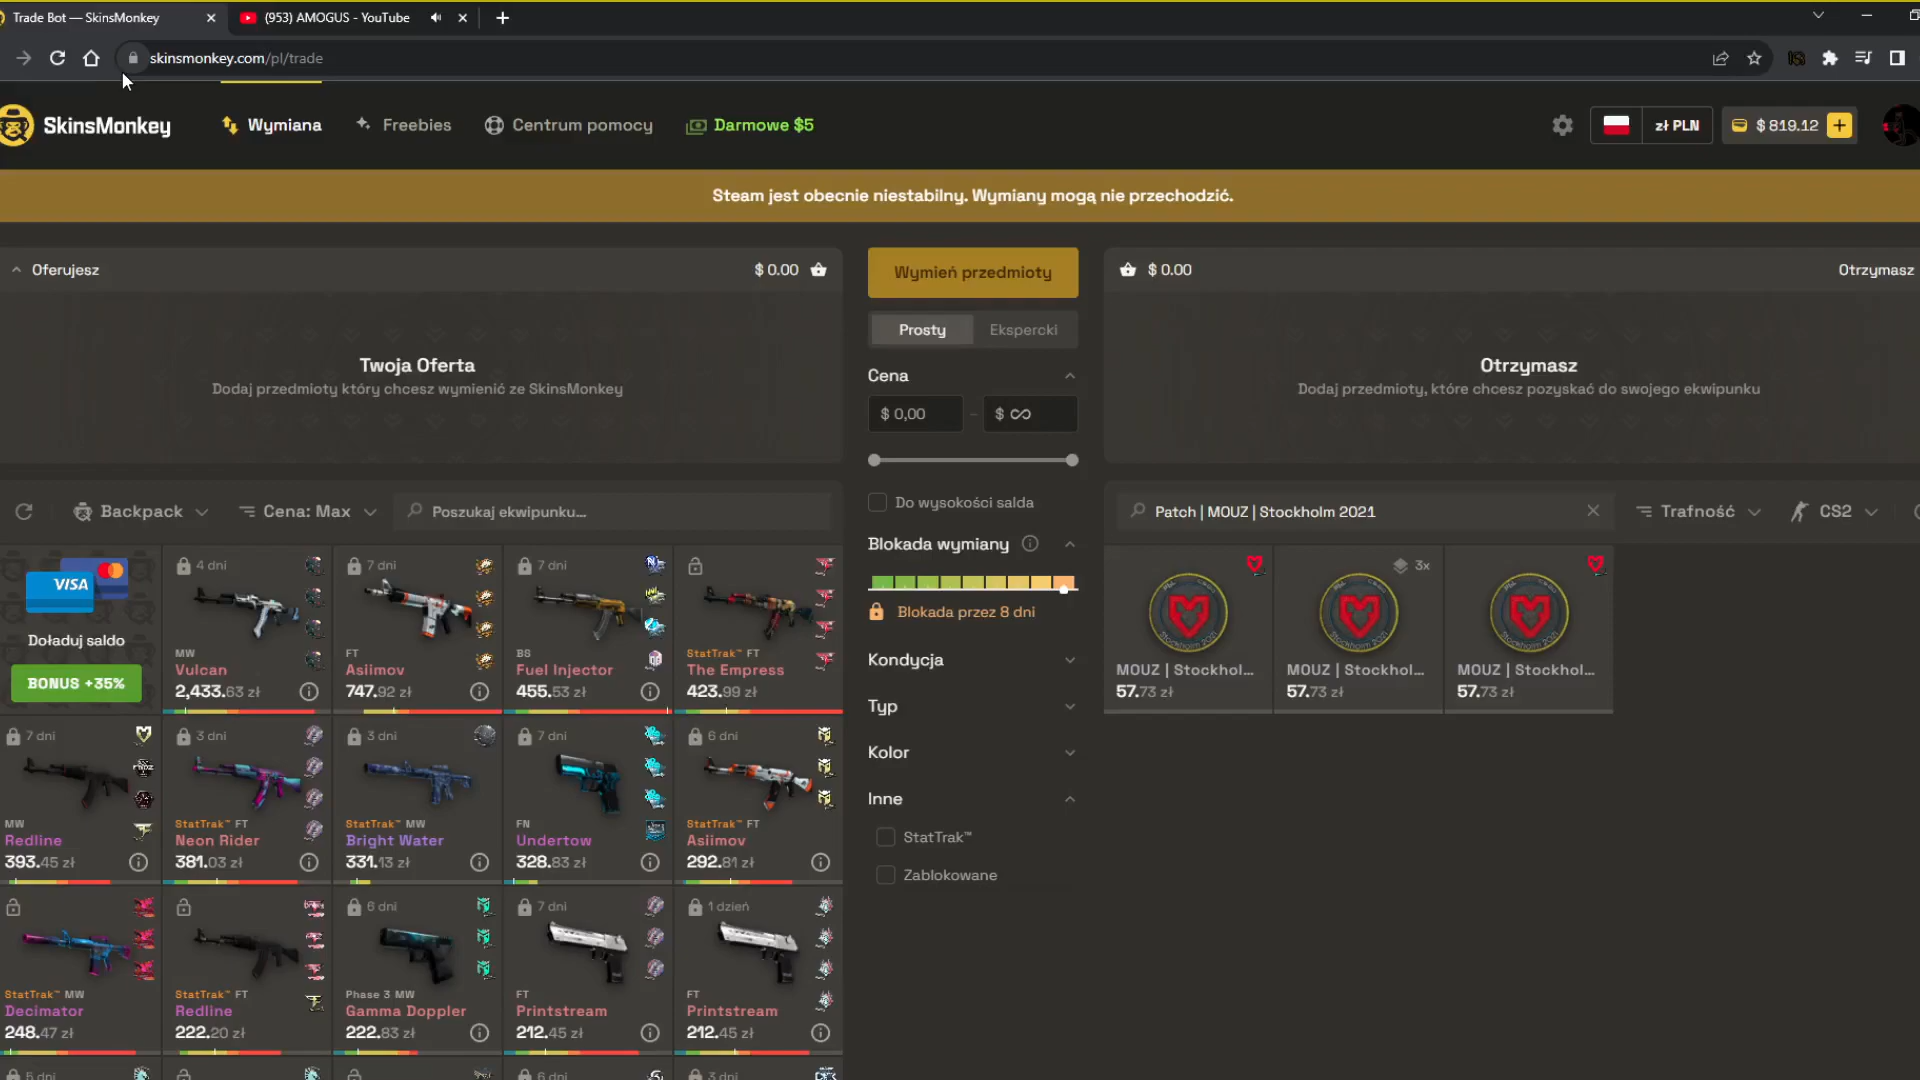 Trade Bot — SkinsMonkey
(953) AMOGUS - YouTube
skinsmonkey.com/pl/trade
SkinsMonkey
Wymiana
Freebies
Centrum pomocy
Darmowe $5
zł PLN
$ 819.12
Steam jest obecnie niestabilny. Wymiany mogą nie przechodzić.
Oferujesz
$ 0.00
Wymień przedmioty
$ 0.00
Otrzymasz
Twoja Oferta
Dodaj przedmioty który chcesz wymienić ze SkinsMonkey
Prosty
Ekspercki
Cena
$ 0,00
-
$ ∞
Do wysokości salda
Otrzymasz
Dodaj przedmioty, które chcesz pozyskać do swojego ekwipunku
Backpack
Cena: Max
Poszukaj ekwipunku...
Blokada wymiany
Blokada przez 8 dni
Kondycja
Typ
Kolor
Inne
StatTrak™
Zablokowane
Patch | MOUZ | Stockholm 2021
Trafność
CS2
VISA
Doładuj saldo
BONUS +35%
4 dni
MW
Vulcan
2,433.63 zł
7 dni
FT
Asiimov
747.92 zł
7 dni
BS
Fuel Injector
455.53 zł
StatTrak™ FT
The Empress
423.99 zł
MOUZ | Stockhol...
57.73 zł
3x
MOUZ | Stockhol...
57.73 zł
MOUZ | Stockhol...
57.73 zł
7 dni
MW
Redline
393.45 zł
3 dni
StatTrak™ FT
Neon Rider
381.03 zł
3 dni
StatTrak™ MW
Bright Water
331.13 zł
7 dni
FN
Undertow
328.83 zł
6 dni
StatTrak™ FT
Asiimov
292.81 zł
StatTrak™ MW
Decimator
248.47 zł
StatTrak™ FT
Redline
222.20 zł
6 dni
Phase 3 MW
Gamma Doppler
222.83 zł
7 dni
FT
Printstream
212.45 zł
1 dzień
FT
Printstream
212.45 zł
5 dni
6 dni
3 dni